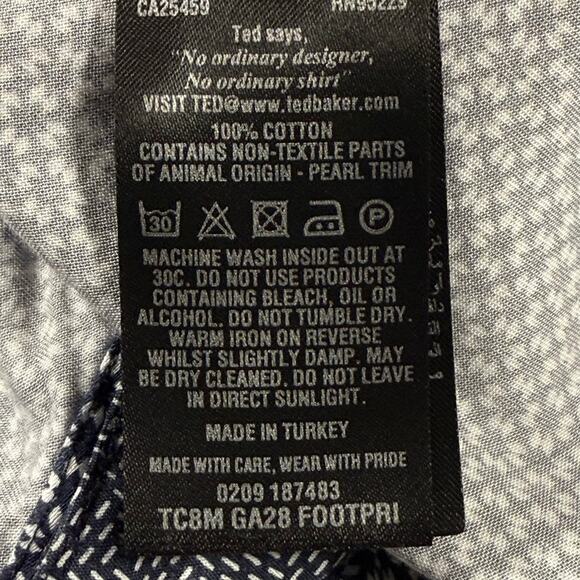 CA25459 RN95229
Ted says,
"No ordinary designer,
No ordinary shirt"
VISIT TED@www.tedbaker.com
100% COTTON
CONTAINS NON-TEXTILE PARTS
OF ANIMAL ORIGIN - PEARL TRIM
30 P
MACHINE WASH INSIDE OUT AT
30C. DO NOT USE PRODUCTS
CONTAINING BLEACH, OIL OR
ALCOHOL. DO NOT TUMBLE DRY.
WARM IRON ON REVERSE
WHILST SLIGHTLY DAMP. MAY
BE DRY CLEANED. DO NOT LEAVE
IN DIRECT SUNLIGHT.
MADE IN TURKEY
MADE WITH CARE, WEAR WITH PRIDE
0209 187483
TC8M GA28 FOOTPRI